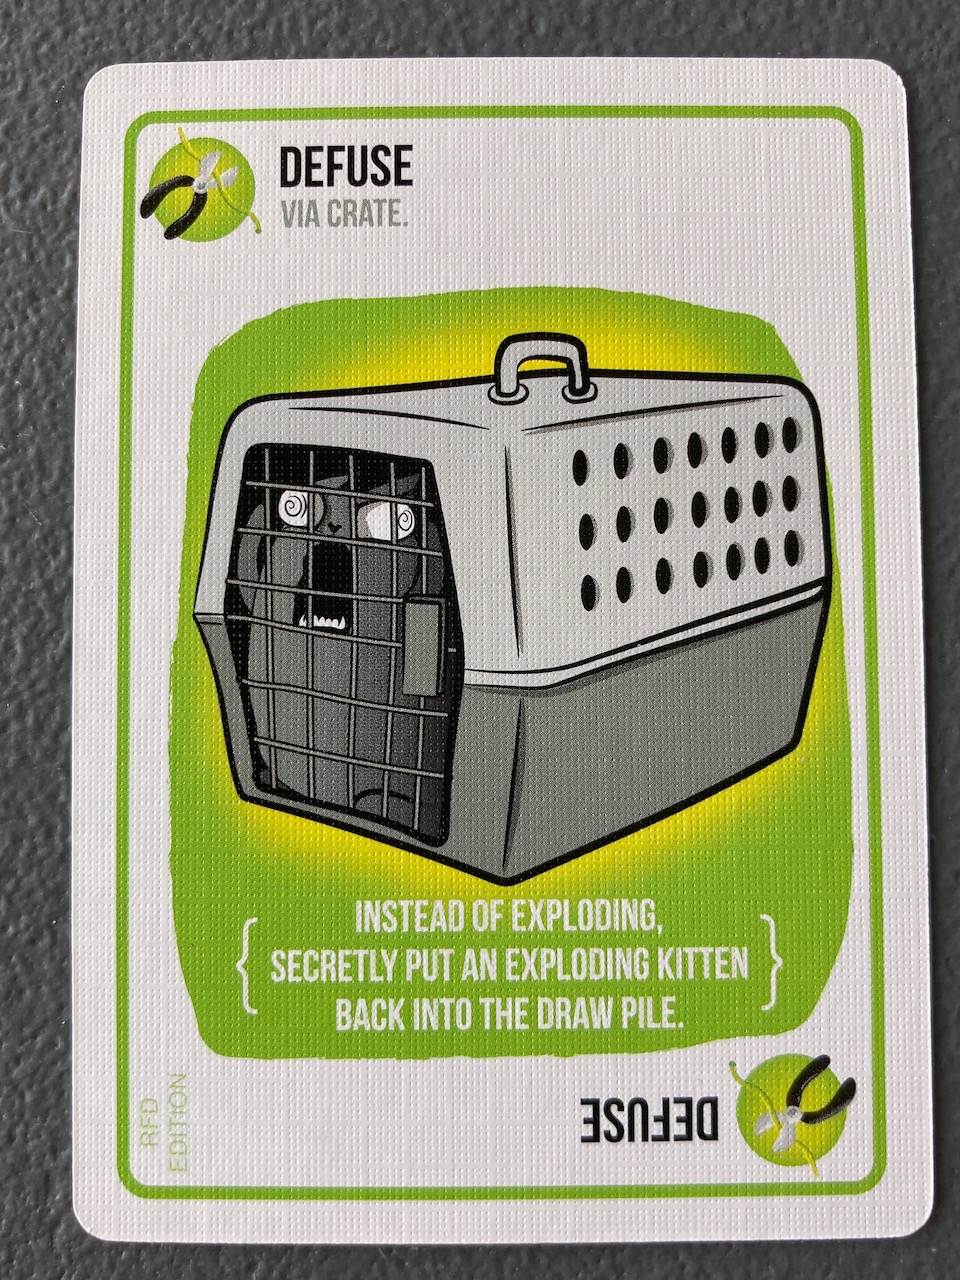 DEFUSE
VIA CRATE.
INSTEAD OF EXPLODING,
SECRETLY PUT AN EXPLODING KITTEN
BACK INTO THE DRAW PILE.
RFD
EDITION
DEFUSE